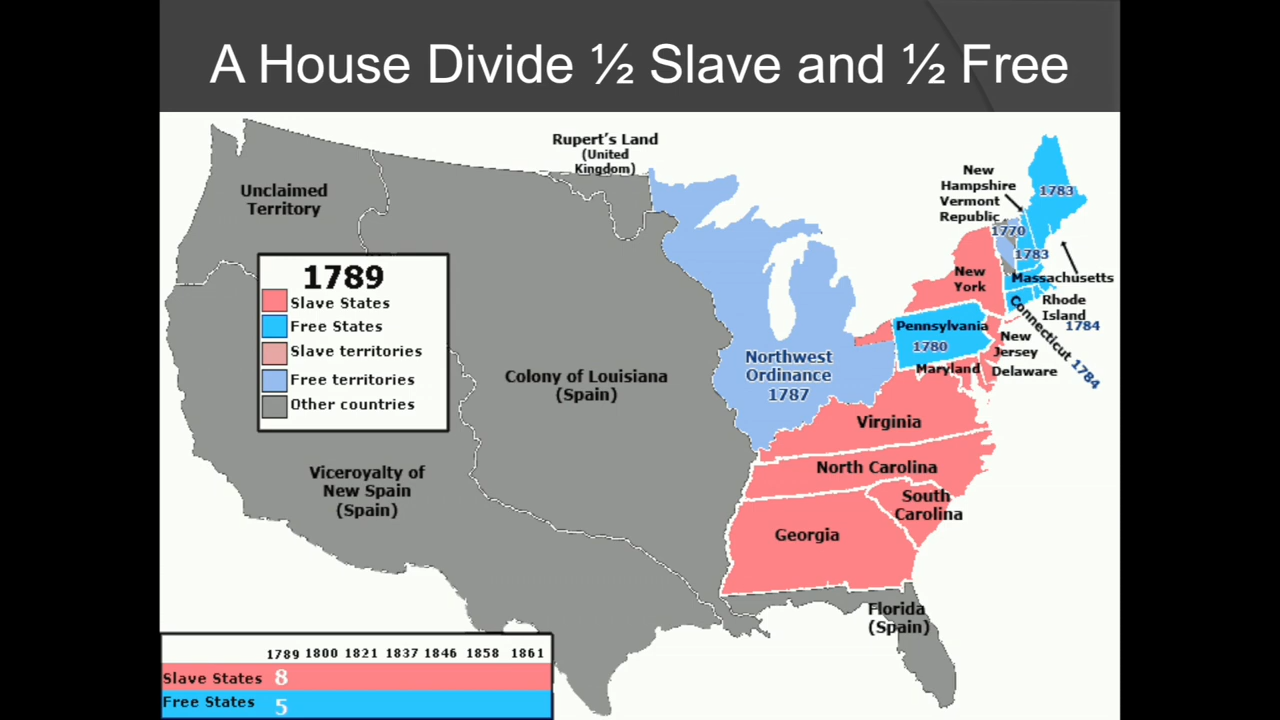 A House Divide ½ Slave and ½ Free
Rupert's Land
(United
Kingdom)
Unclaimed
Territory
New
Hampshire
Vermont
Republic
1783
1770
1783
Massachusetts
Rhode
Island
1784
Connecticut 1784
New
York
Pennsylvania
1780
New
Jersey
Maryland
Delaware
1789
Slave States
Free States
Slave territories
Free territories
Other countries
Northwest
Ordinance
1787
Colony of Louisiana
(Spain)
Virginia
North Carolina
South
Carolina
Georgia
Viceroyalty of
New Spain
(Spain)
Florida
(Spain)
1789 1800 1821 1837 1846 1858 1861
Slave States 8
Free States 5